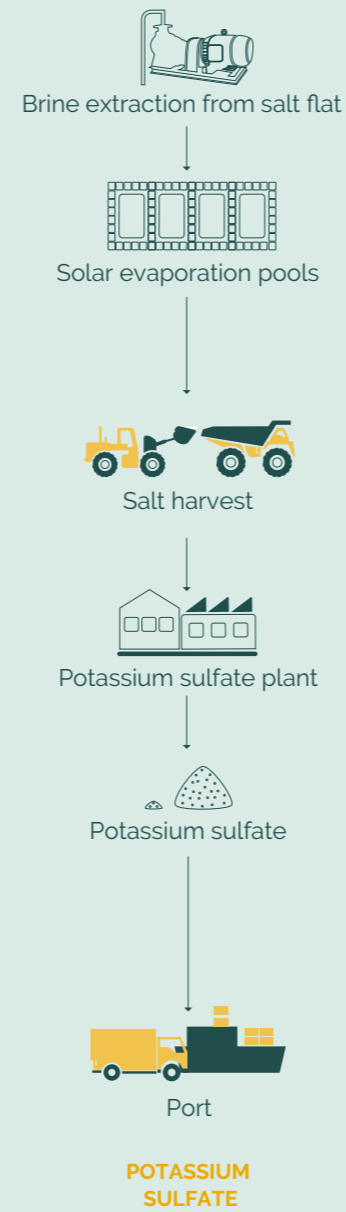 Brine extraction from salt flat
Solar evaporation pools
Salt harvest
Potassium sulfate plant
Potassium sulfate
Port
POTASSIUM
SULFATE